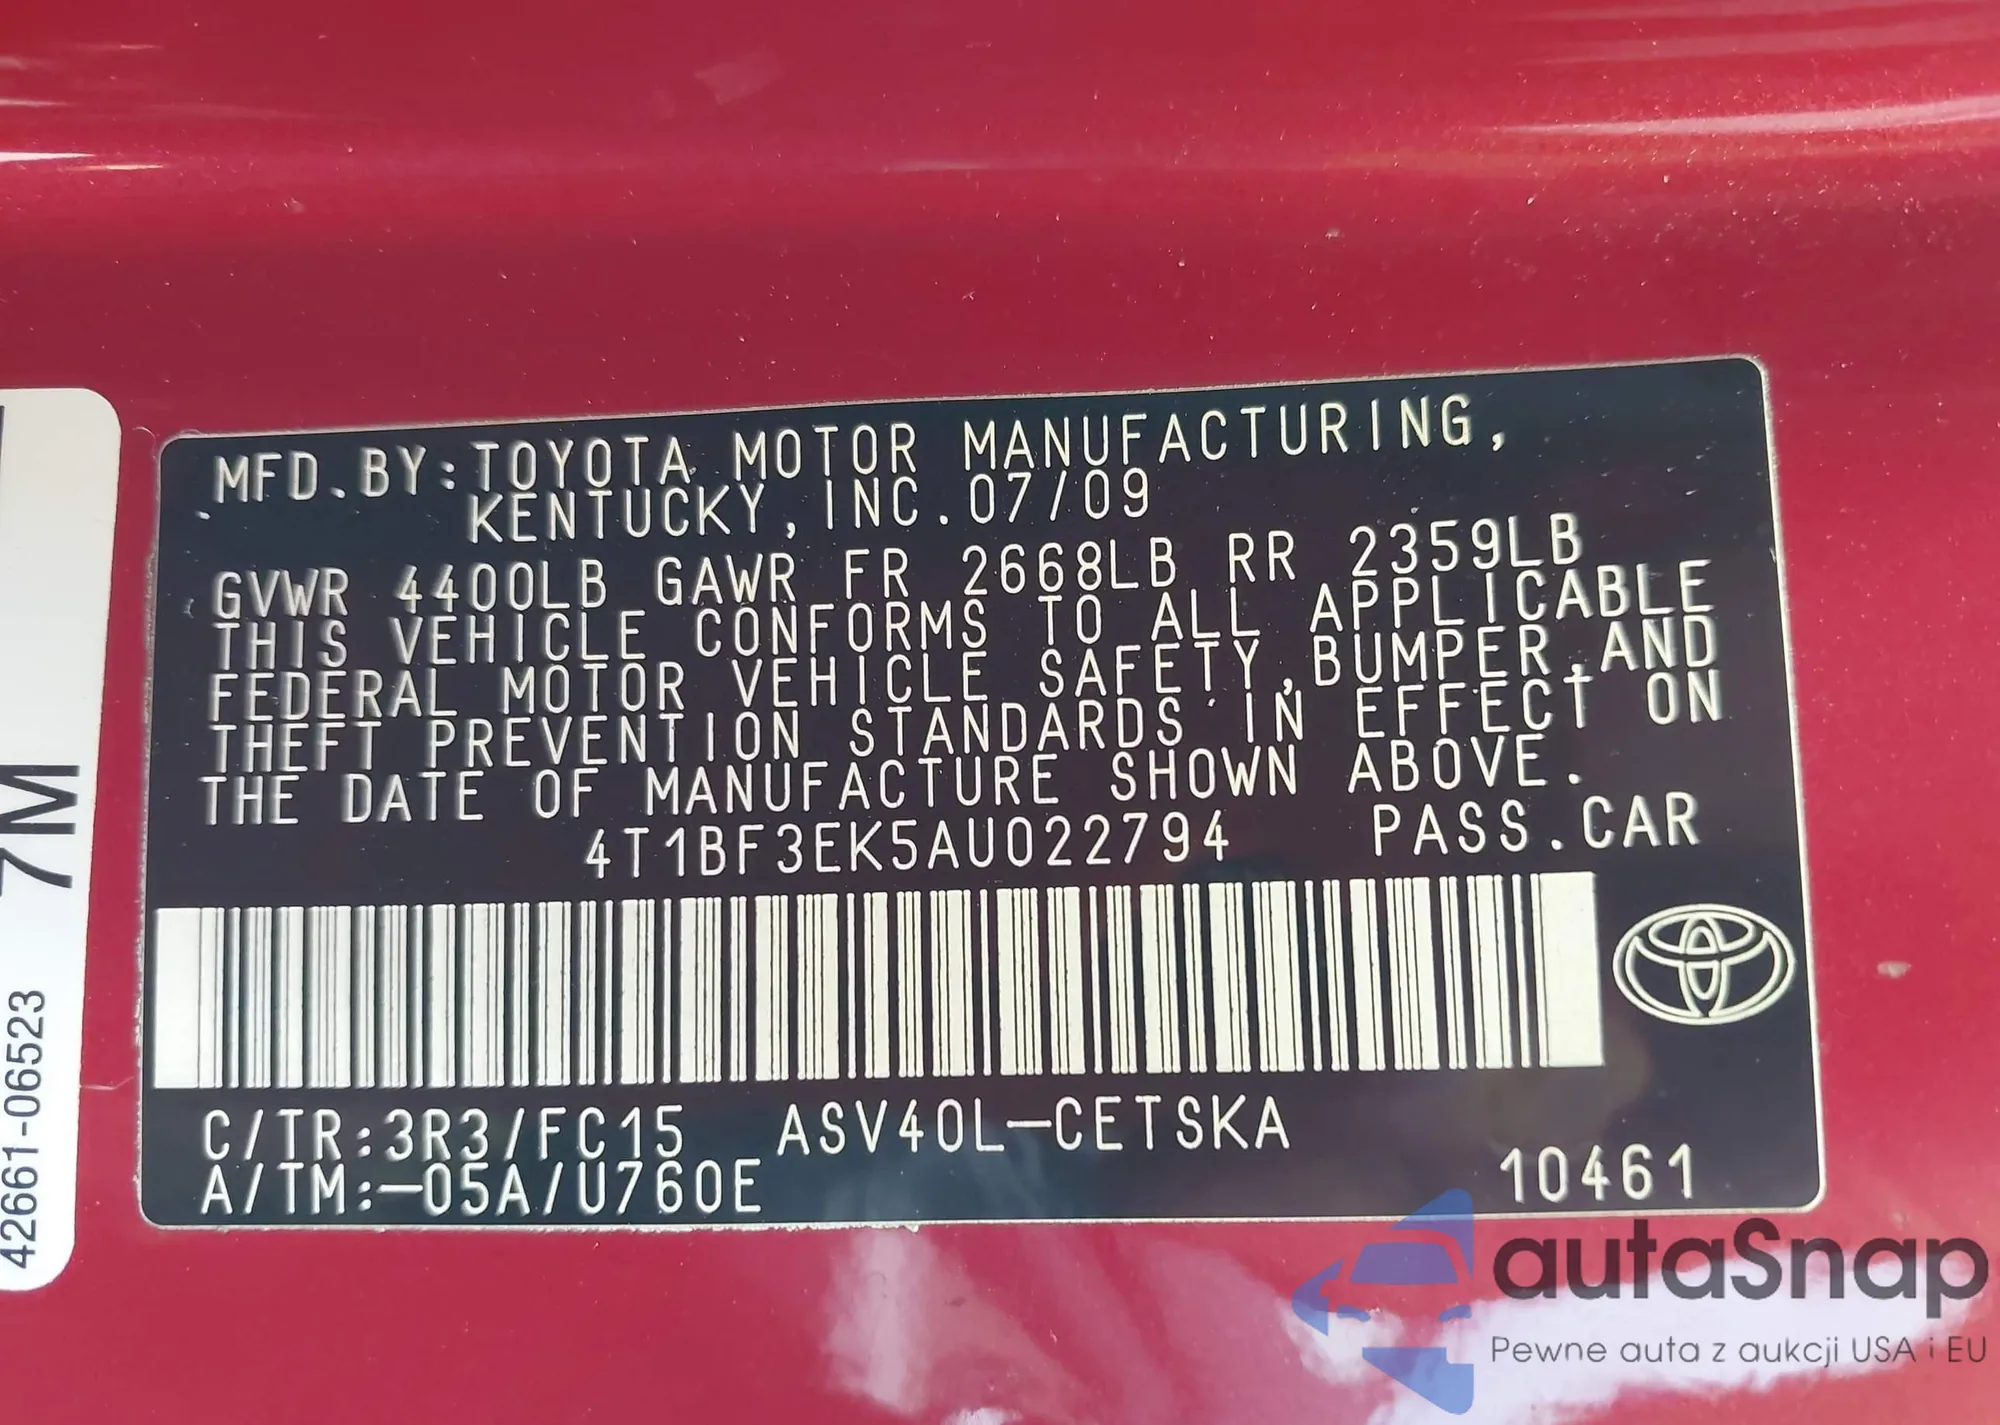 MFD.BY:TOYOTA MOTOR MANUFACTURING,
KENTUCKY, INC. 07/09
GVWR 4400LB GAWR FR 2668LB RR 2359LB
THIS VEHICLE CONFORMS TO ALL APPLICABLE
FEDERAL MOTOR VEHICLE SAFETY, BUMPER, AND
THEFT PREVENTION STANDARDS IN EFFECT ON
THE DATE OF MANUFACTURE SHOWN ABOVE.
4T1BF3EK5AU022794 PASS.CAR
C/TR:3R3/FC15 ASV40L-CETSKA
A/TM:-05A/U760E 10461
7M
42661-06523
autaSnap
Pewne auta z aukcji USA i EU